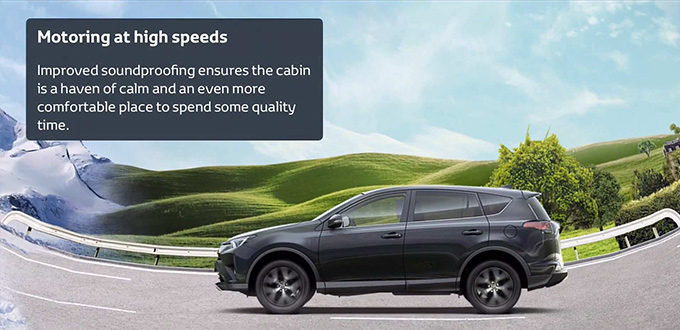 Motoring at high speeds
Improved soundproofing ensures the cabin
is a haven of calm and an even more
comfortable place to spend some quality
time.